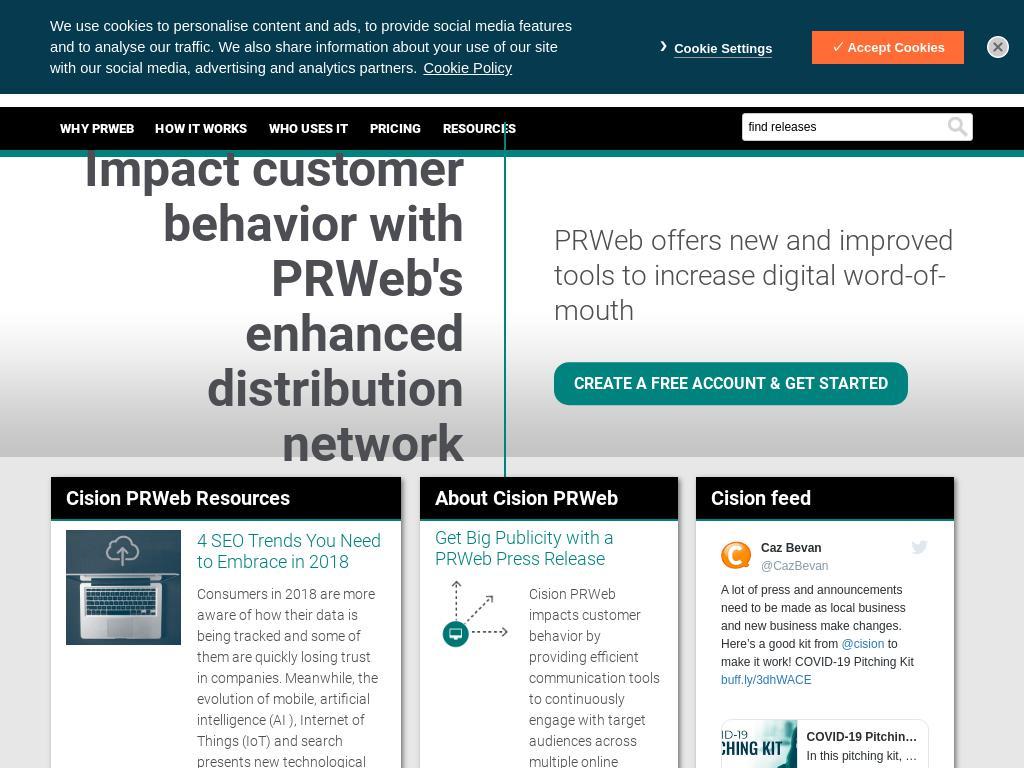 We use cookies to personalise content and ads, to provide social media features
and to analyse our traffic. We also share information about your use of our site
with our social media, advertising and analytics partners. Cookie Policy
Cookie Settings
✓ Accept Cookies
WHY PRWEB
HOW IT WORKS
WHO USES IT
PRICING
RESOURCES
find releases
Impact customer
behavior with
PRWeb's
enhanced
distribution
network
PRWeb offers new and improved
tools to increase digital word-of-
mouth
CREATE A FREE ACCOUNT & GET STARTED
Cision PRWeb Resources
4 SEO Trends You Need
to Embrace in 2018
Consumers in 2018 are more
aware of how their data is
being tracked and some of
them are quickly losing trust
in companies. Meanwhile, the
evolution of mobile, artificial
intelligence (AI ), Internet of
Things (IoT) and search
presents new technological
About Cision PRWeb
Get Big Publicity with a
PRWeb Press Release
Cision PRWeb
impacts customer
behavior by
providing efficient
communication tools
to continuously
engage with target
audiences across
multiple online
Cision feed
Caz Bevan
@CazBevan
A lot of press and announcements
need to be made as local business
and new business make changes.
Here's a good kit from @cision to
make it work! COVID-19 Pitching Kit
buff.ly/3dhWACE
ID-19
CHING KIT
COVID-19 Pitchin…
In this pitching kit, …